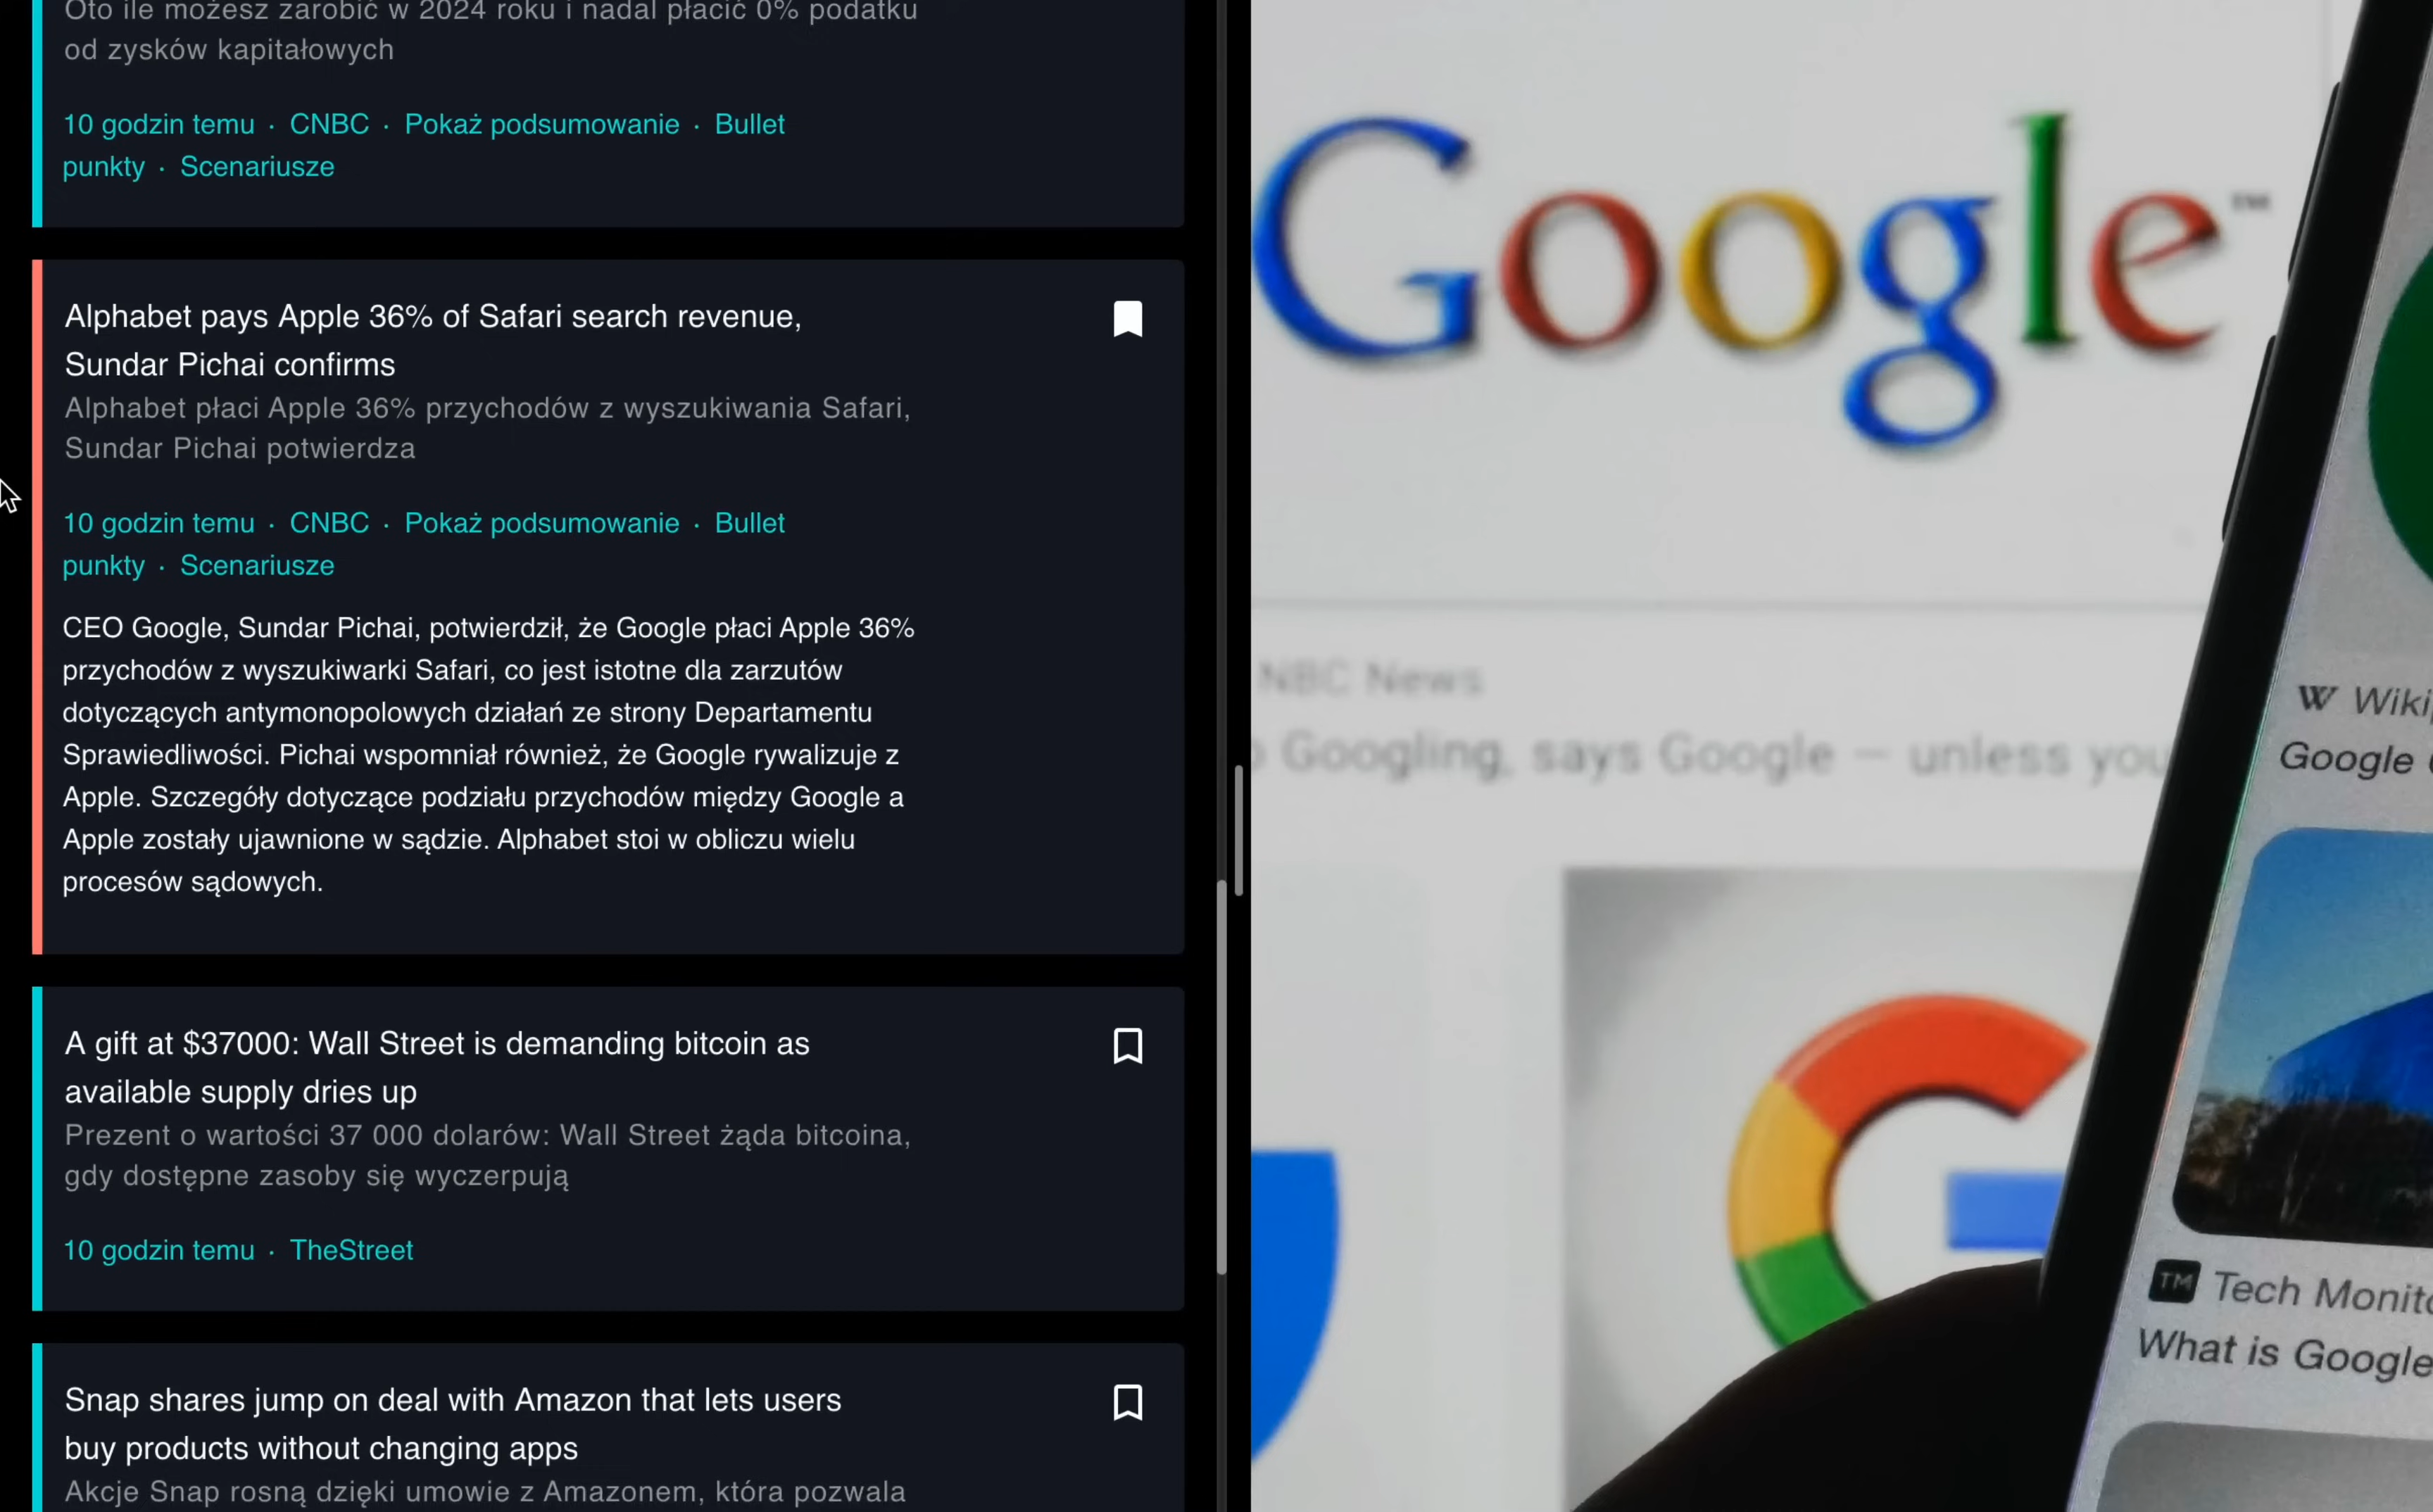 Oto ile możesz zarobić w 2024 roku i nadal płacić 0% podatku
od zysków kapitałowych
10 godzin temu · CNBC · Pokaż podsumowanie · Bullet
punkty · Scenariusze
Alphabet pays Apple 36% of Safari search revenue,
Sundar Pichai confirms
Alphabet płaci Apple 36% przychodów z wyszukiwania Safari,
Sundar Pichai potwierdza
10 godzin temu · CNBC · Pokaż podsumowanie · Bullet
punkty · Scenariusze
CEO Google, Sundar Pichai, potwierdził, że Google płaci Apple 36%
przychodów z wyszukiwarki Safari, co jest istotne dla zarzutów
dotyczących antymonopolowych działań ze strony Departamentu
Sprawiedliwości. Pichai wspomniał również, że Google rywalizuje z
Apple. Szczegóły dotyczące podziału przychodów między Google a
Apple zostały ujawnione w sądzie. Alphabet stoi w obliczu wielu
procesów sądowych.
A gift at $37000: Wall Street is demanding bitcoin as
available supply dries up
Prezent o wartości 37 000 dolarów: Wall Street żąda bitcoina,
gdy dostępne zasoby się wyczerpują
10 godzin temu · TheStreet
Snap shares jump on deal with Amazon that lets users
buy products without changing apps
Akcje Snap rosną dzięki umowie z Amazonem, która pozwala
Google™
NBC News
Googling, says Google — unless you
W Wiki
Google
TM Tech Monito
What is Google